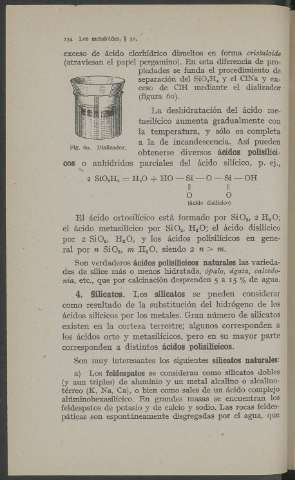 154 Los metaloides, § 22.
exceso de ácido clorhídrico dimeltos en forma cristaloide
(atraviesan el papel pergamino). En esta diferencia de pro-
piedades se funda el procedimiento de
separación del SiO₃H₂ y el ClNa y ex-
ceso de ClH mediante el dializador
(figura 60).
La deshidratación del ácido me-
tasilícico aumenta gradualmente con
la temperatura, y sólo es completa
a la de incandescencia. Así pueden
obtenerse diversos ácidos polisilíci-
Fig. 60. Dializador.
cos o anhídridos parciales del ácido silícico, p. ej.,
2 SiO₃H₂ = H₂O + HO — Si — O — Si — OH
‖ ‖
O O
(ácido disilícico)
El ácido ortosilícico está formado por SiO₂, 2 H₂O;
el ácido metasilícico por SiO₂, H₂O; el ácido disilícico
por 2 SiO₂, H₂O, y los ácidos polisilícicos en gene-
ral por n SiO₂, m H₂O, siendo 2 n > m.
Son verdaderos ácidos polisilícicos naturales las varieda-
des de sílice más o menos hidratada, ópalo, ágata, calcedo-
nia, etc., que por calcinación desprenden 5 a 15 % de agua.
4. Silicatos. Los silicatos se pueden considerar
como resultado de la substitución del hidrógeno de los
ácidos silícicos por los metales. Gran número de silicatos
existen en la corteza terrestre; algunos corresponden a
los ácidos orto y metasilícicos, pero en su mayor parte
corresponden a distintos ácidos polisilícicos.
Son muy interesantes los siguientes silicatos naturales:
a) Los feldespatos se consideran como silicatos dobles
(y aun triples) de aluminio y un metal alcalino o alcalino-
térreo (K, Na, Ca), o bien como sales de un ácido complejo
aluminohexasilícico. En grandes masas se encuentran los
feldespatos de potasio y de calcio y sodio. Las rocas feldes-
páticas son espontáneamente disgregadas por el agua, que